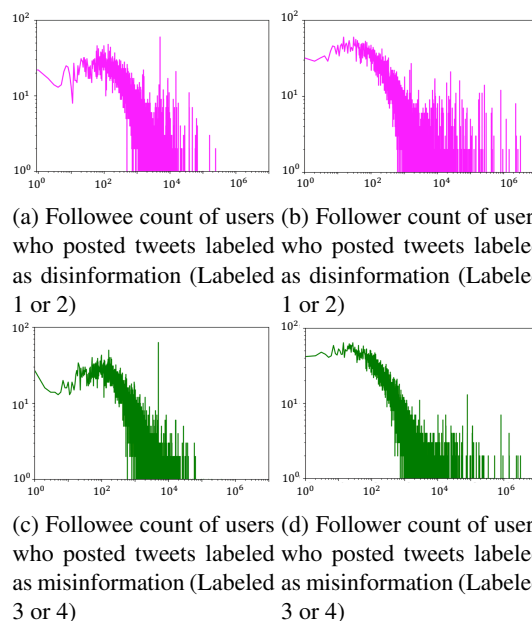 10²
10¹
10⁰
10⁰ 10² 10⁴ 10⁶
(a) Followee count of users
who posted tweets labeled
as disinformation (Labeled
1 or 2)
10²
10¹
10⁰
10⁰ 10² 10⁴ 10⁶
(b) Follower count of user
who posted tweets labele
as disinformation (Labele
1 or 2)
10²
10¹
10⁰
10⁰ 10² 10⁴ 10⁶
(c) Followee count of users
who posted tweets labeled
as misinformation (Labeled
3 or 4)
10²
10¹
10⁰
10⁰ 10² 10⁴ 10⁶
(d) Follower count of user
who posted tweets labele
as misinformation (Labele
3 or 4)